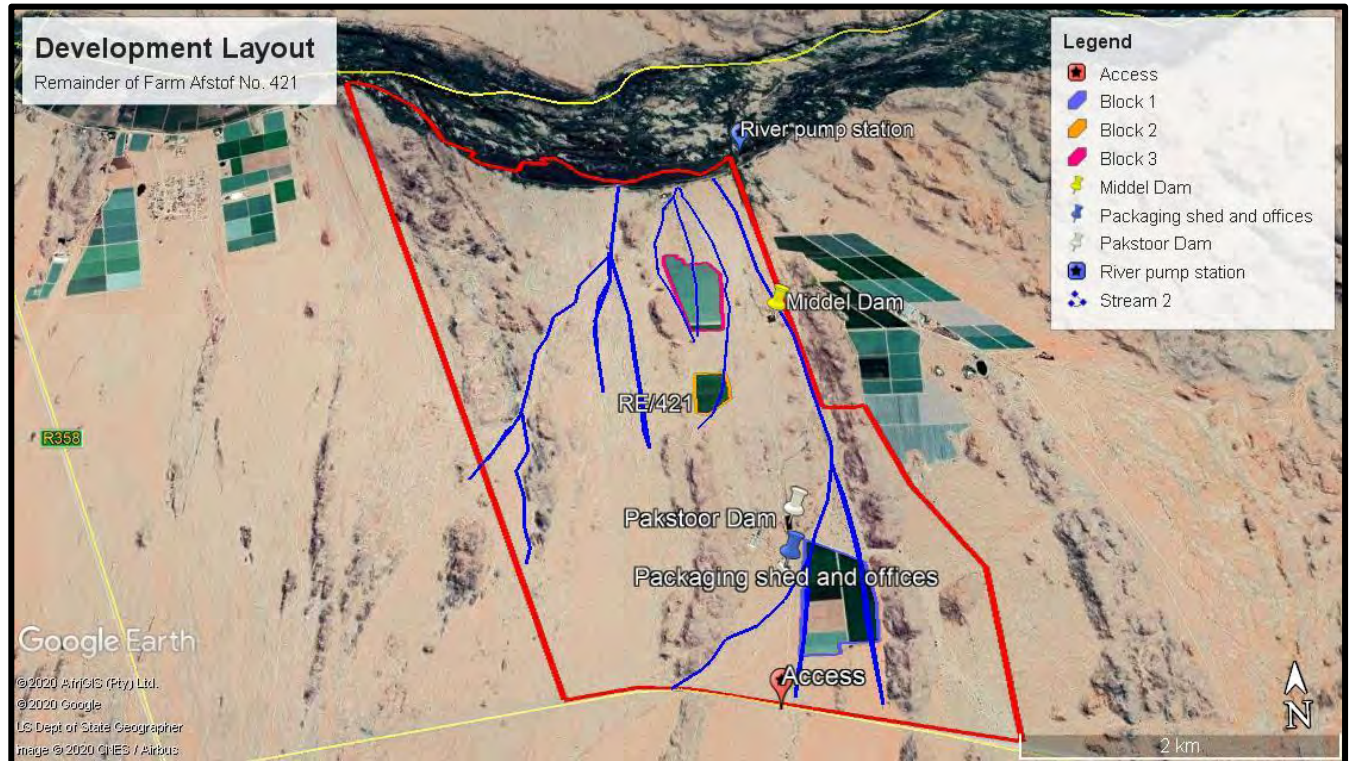 Development Layout
Remainder of Farm Afstof No. 421
Legend
Access
Block 1
Block 2
Block 3
Middel Dam
Packaging shed and offices
Pakstoor Dam
River pump station
Stream 2
River pump station
Middel Dam
RE/421
R358
Pakstoor Dam
Packaging shed and offices
Access
Google Earth
©2020 AfriGIS (Pty) Ltd.
©2020 Google
US Dept of State Geographer
Image © 2020 CNES / Airbus
N
2 km